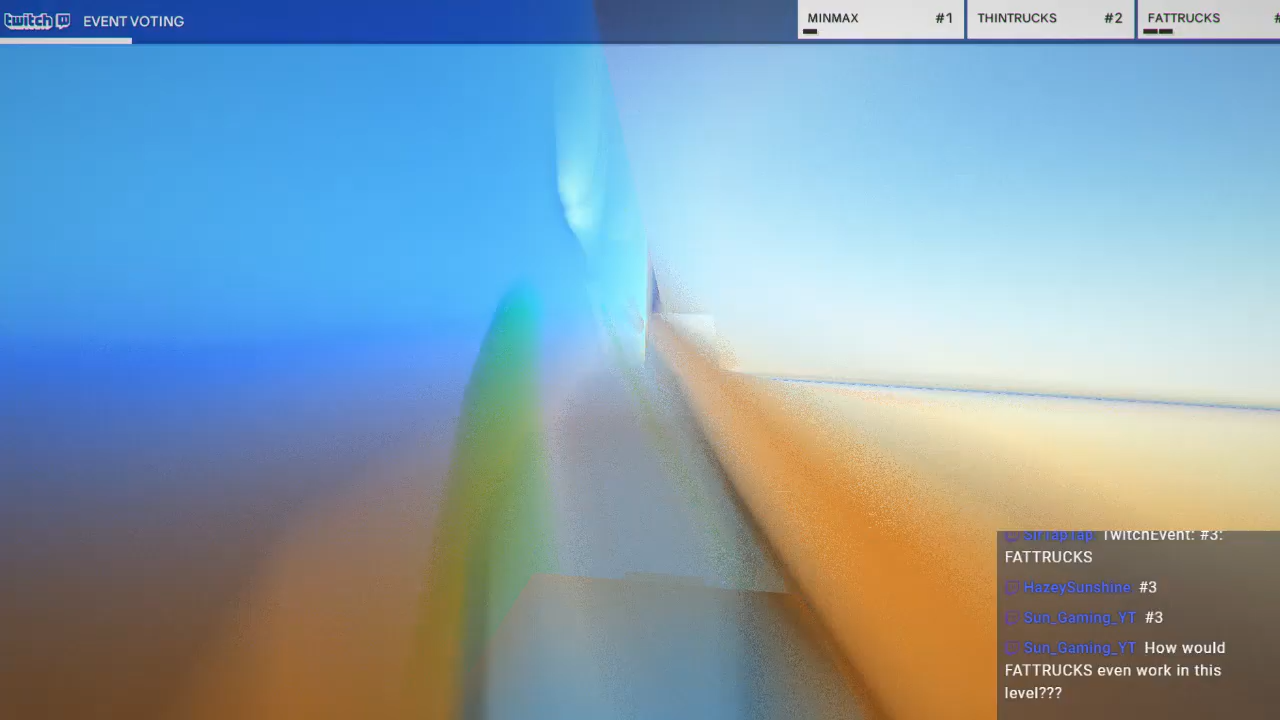 twitch EVENT VOTING
MINMAX #1
THINTRUCKS #2
FATTRUCKS #
SirTapTap TwitchEvent: #3:
FATTRUCKS
HazeySunshine #3
Sun_Gaming_YT #3
Sun_Gaming_YT How would
FATTRUCKS even work in this
level???